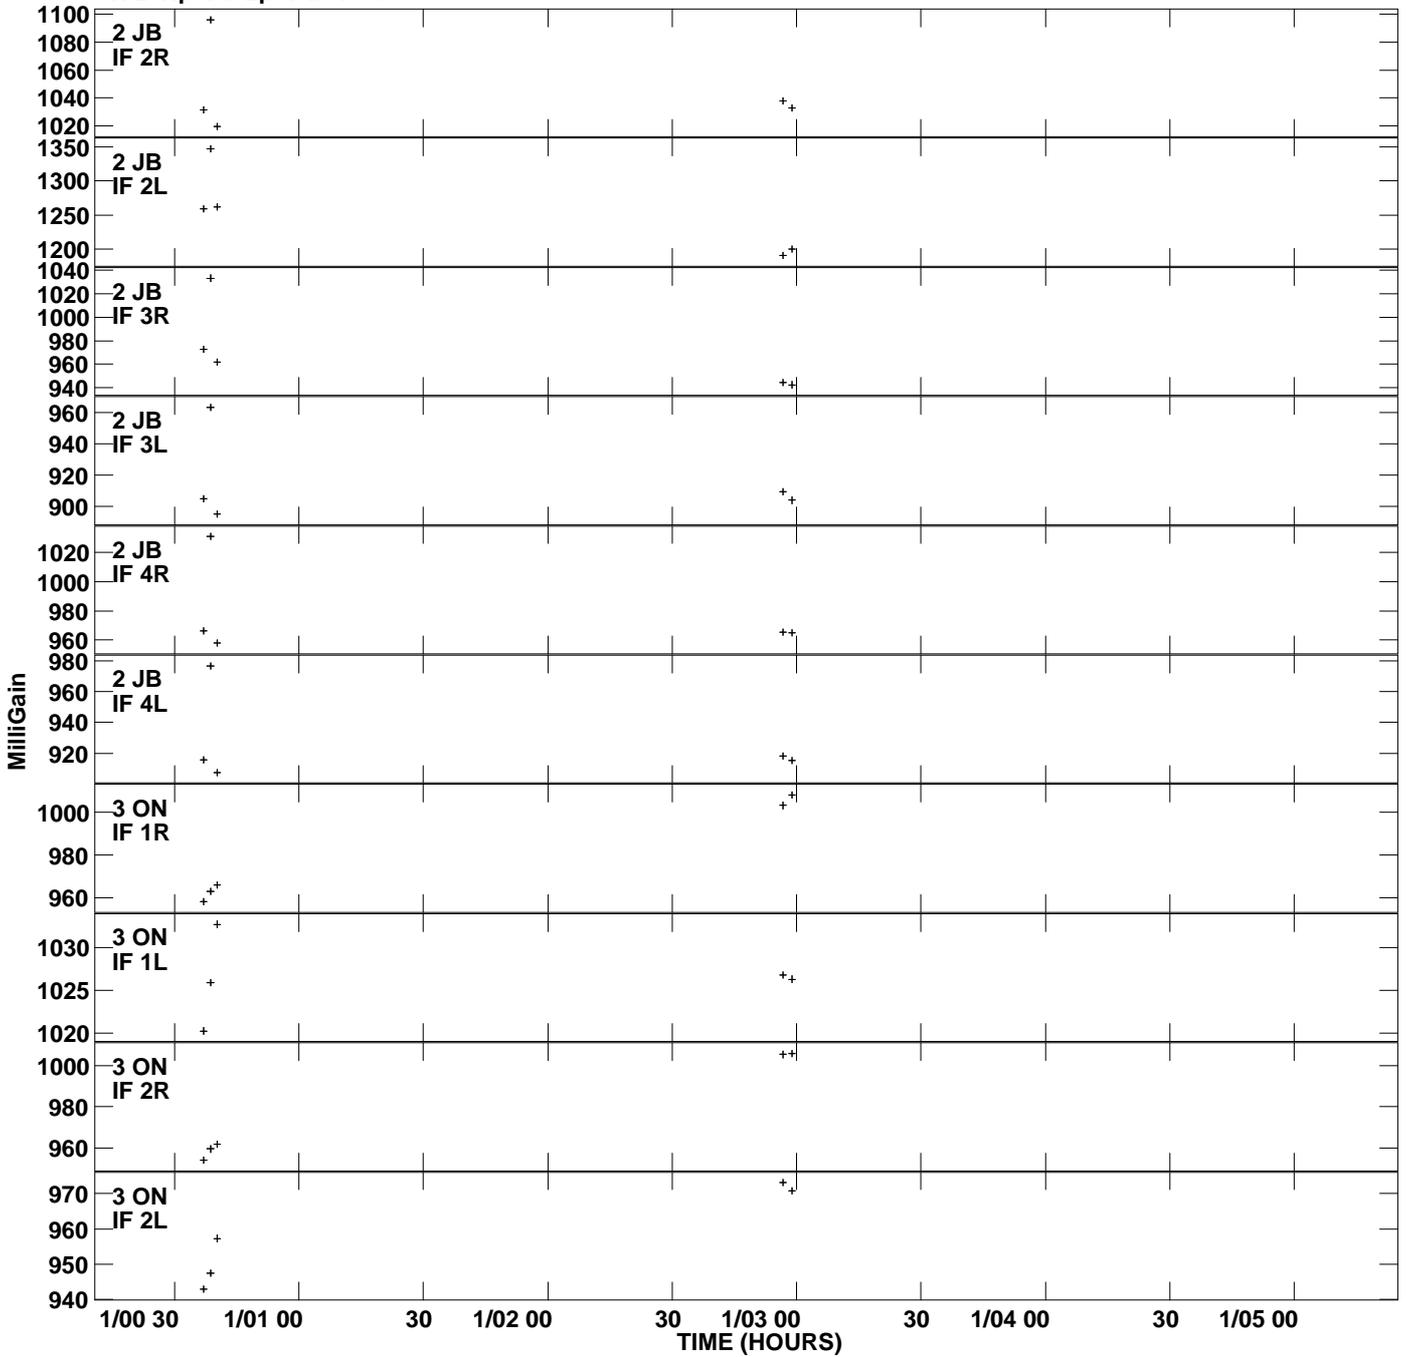 1100
1080
1060
1040
1020
2 JB
IF 2R
1350
1300
1250
1200
2 JB
IF 2L
1040
1020
1000
980
960
940
2 JB
IF 3R
960
940
920
900
2 JB
IF 3L
1020
1000
980
960
2 JB
IF 4R
980
960
940
920
2 JB
IF 4L
MilliGain
1000
980
960
3 ON
IF 1R
1030
1025
1020
3 ON
IF 1L
1000
980
960
3 ON
IF 2R
970
960
950
940
3 ON
IF 2L
1/00 30 1/01 00 30 1/02 00 30 1/03 00 30 1/04 00 30 1/05 00
TIME (HOURS)